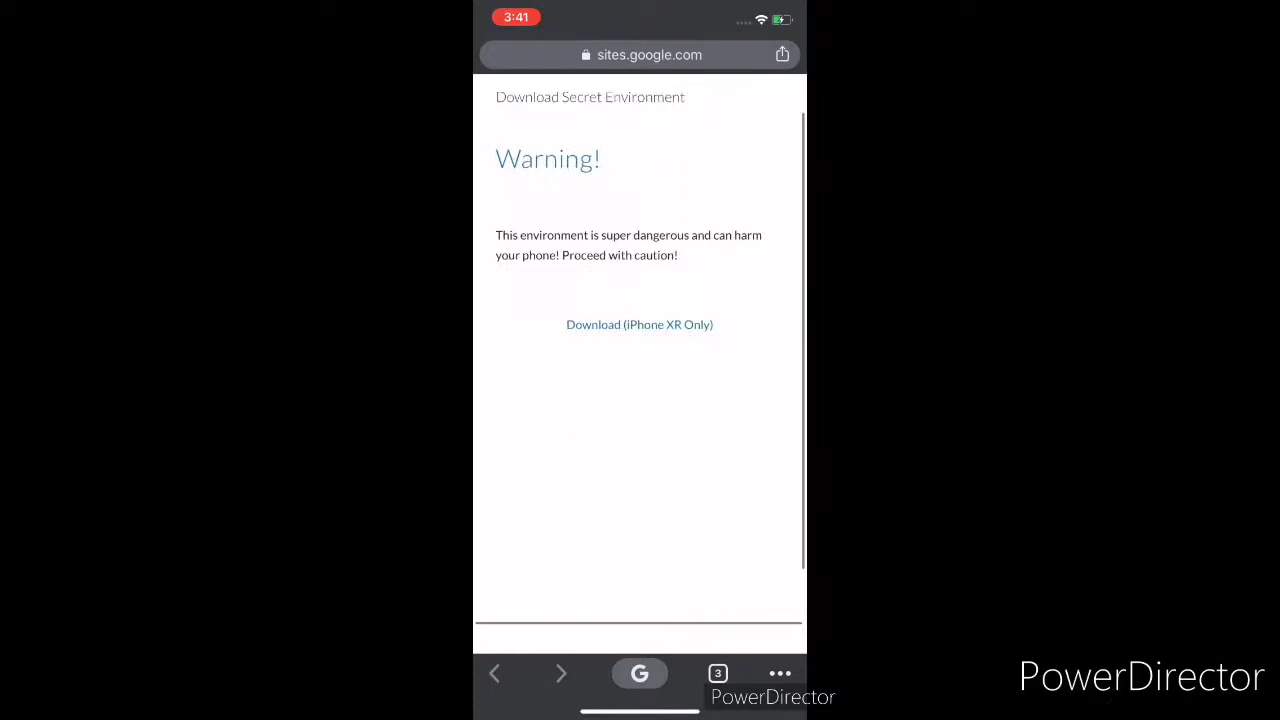 3:41
sites.google.com
Download Secret Environment
Warning!
This environment is super dangerous and can harm
your phone! Proceed with caution!
Download (iPhone XR Only)
G
3
PowerDirector
PowerDirector